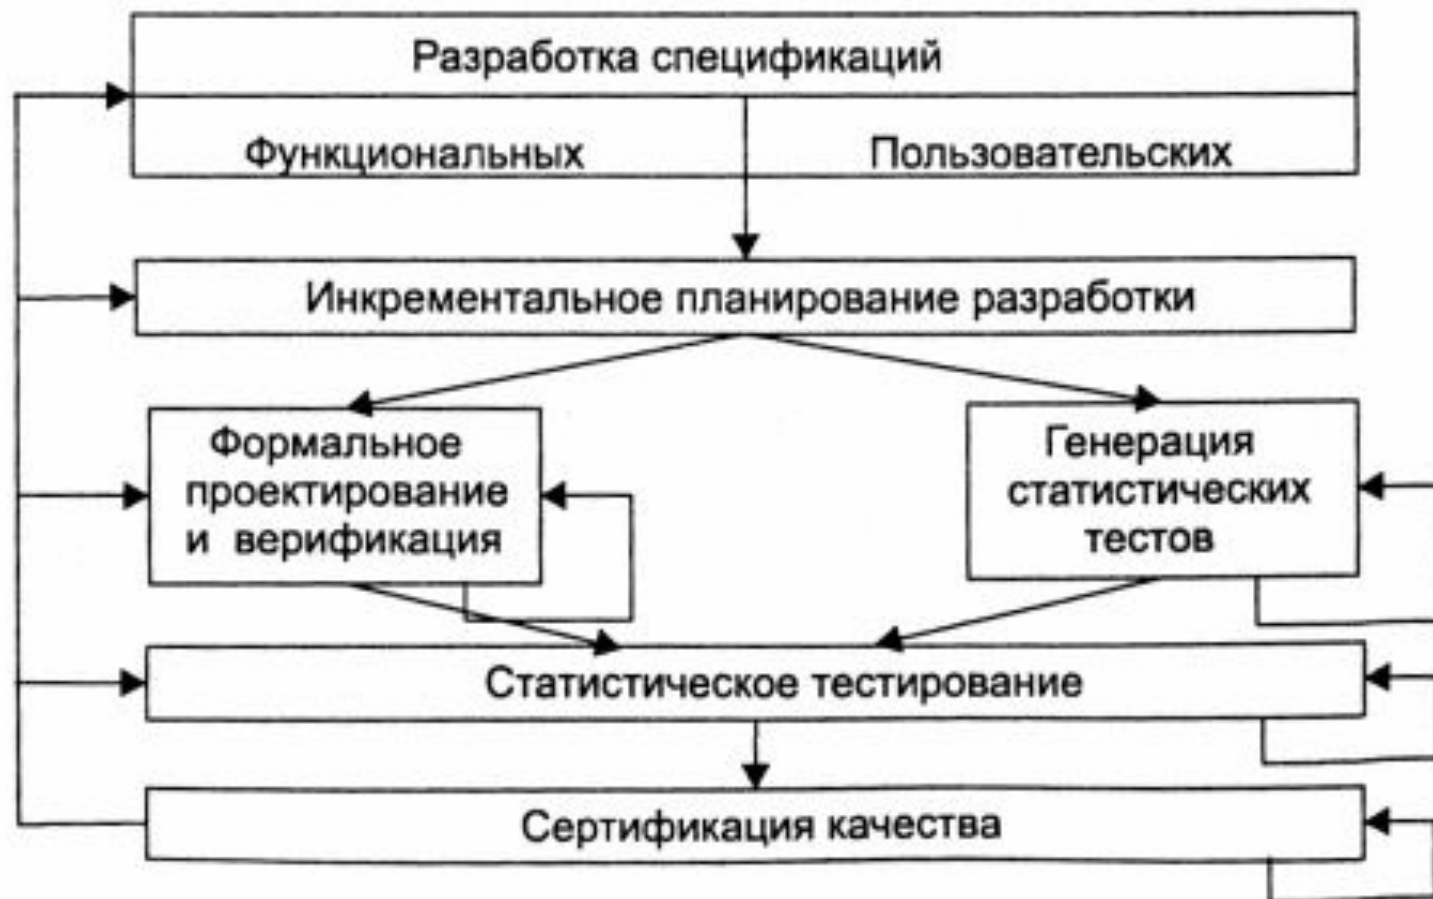 Разработка спецификаций
Функциональных
Пользовательских
Инкрементальное планирование разработки
Формальное
проектирование
и верификация
Генерация
статистических
тестов
Статистическое тестирование
Сертификация качества